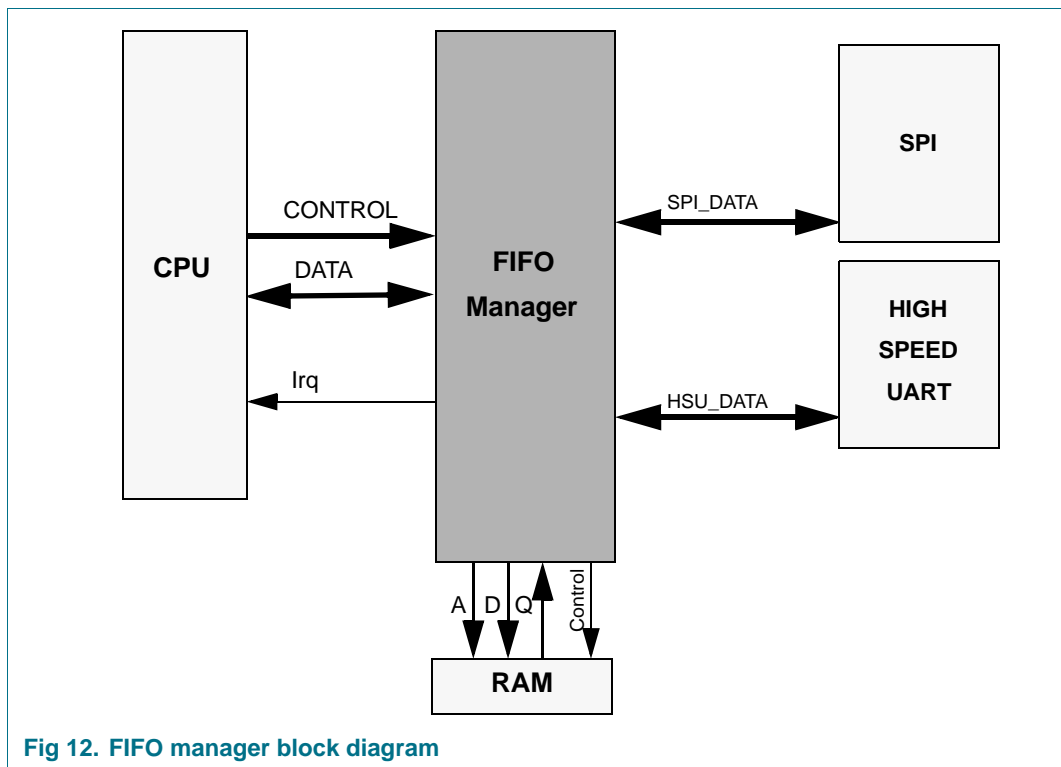 CPU
CONTROL
DATA
Irq
FIFO
Manager
SPI_DATA
SPI
HSU_DATA
HIGH
SPEED
UART
A
D
Q
Control
RAM
Fig 12. FIFO manager block diagram